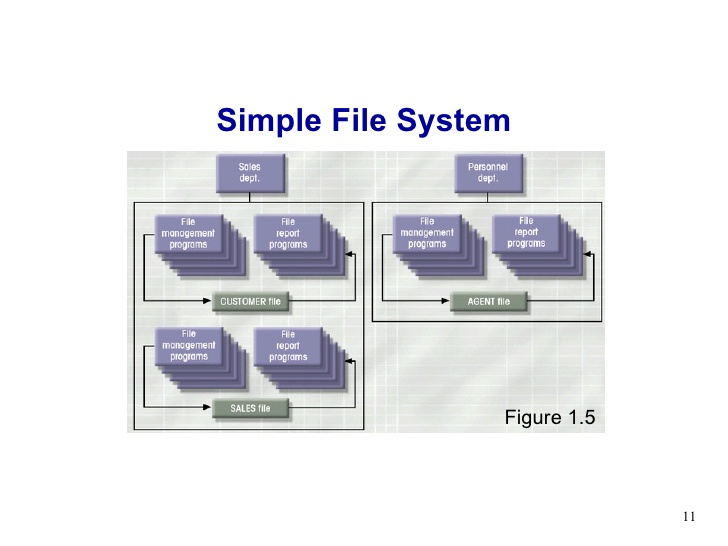 Simple File System
Sales
dept.
File
management
programs
File
report
programs
CUSTOMER file
File
management
programs
File
report
programs
SALES file
Personnel
dept.
File
management
programs
File
report
programs
AGENT file
Figure 1.5
11